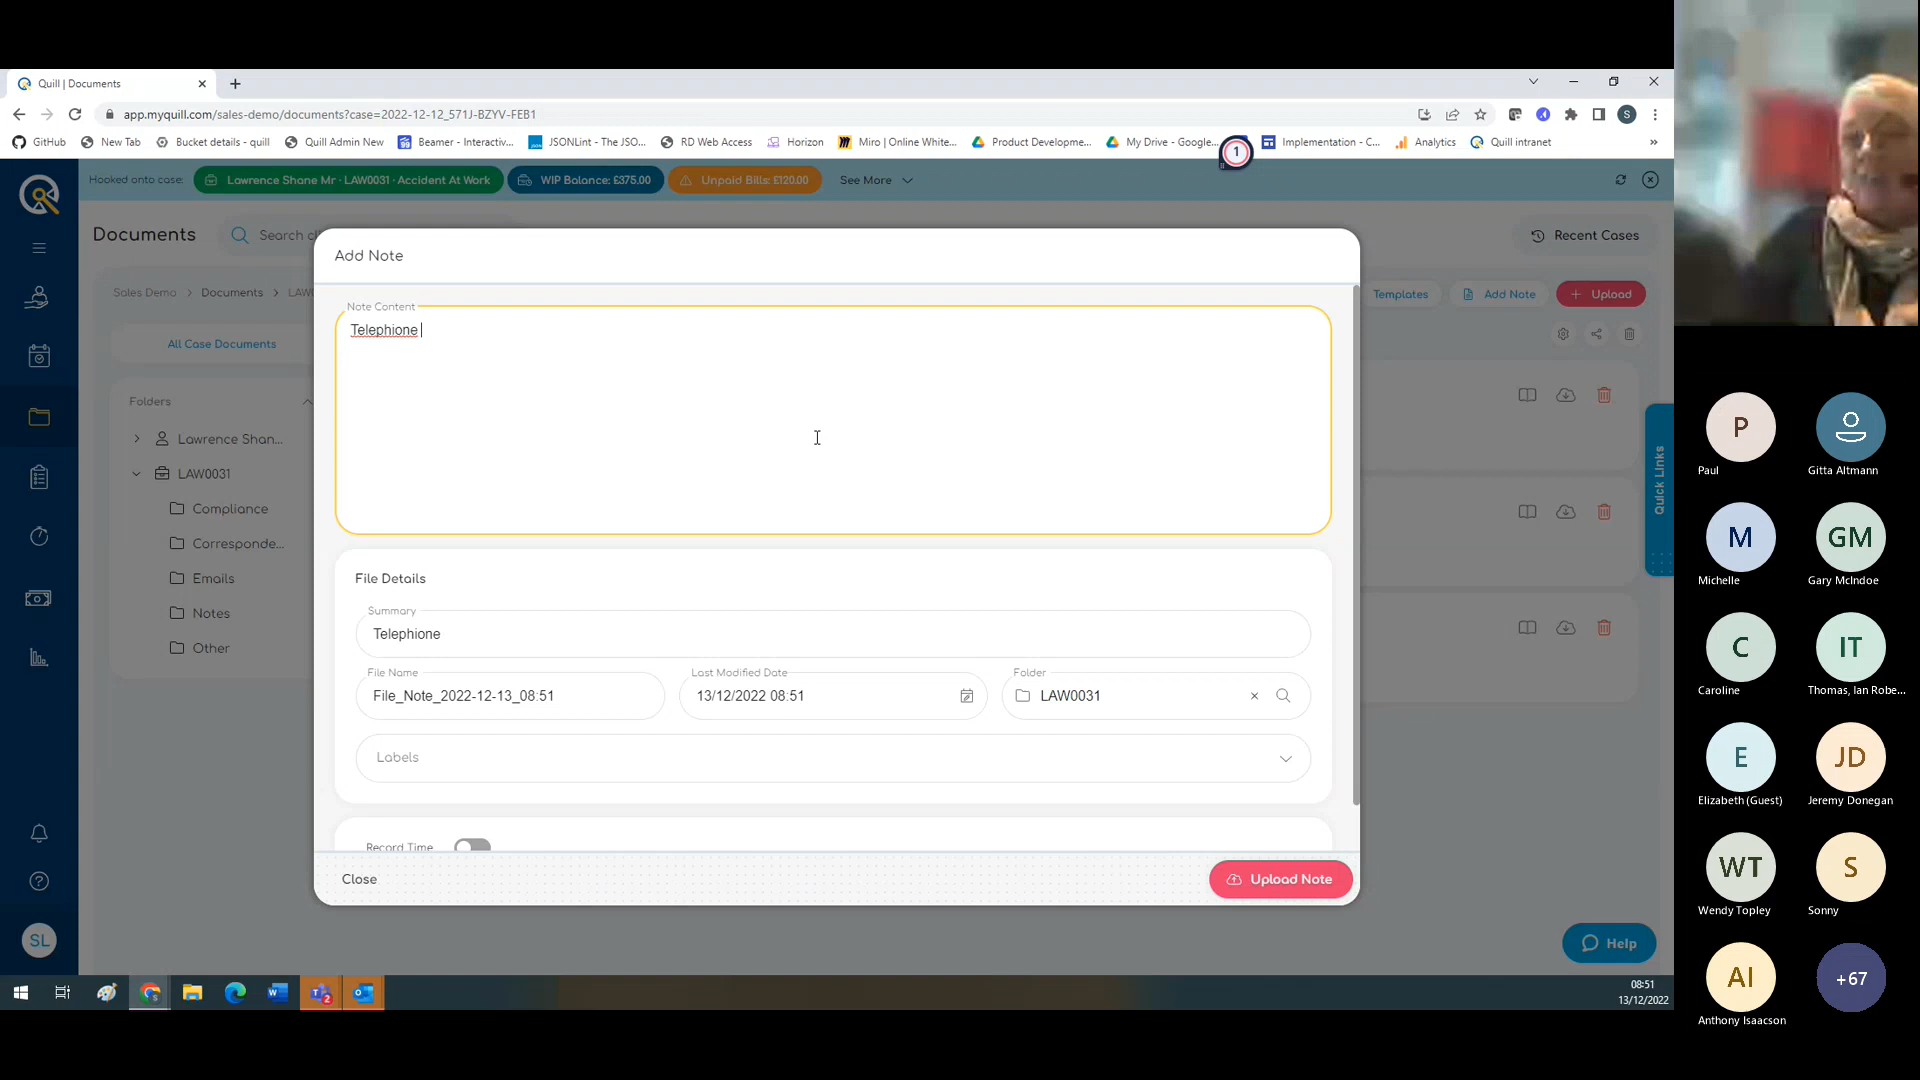 Quill | Documents
app.myquill.com/sales-demo/documents?case=2022-12-12_571J-BZYV-FEB1
S
GitHub
New Tab
Bucket details - quill
Quill Admin New
Beamer - Interactiv...
JSONLint - The JSO...
RD Web Access
Horizon
Miro | Online White...
Product Developme...
My Drive - Google...
Implementation - C...
Analytics
Quill intranet
»
1
Hooked onto case:
Lawrence Shane Mr · LAW0031 · Accident At Work
WIP Balance: £375.00
Unpaid Bills: £120.00
See More
Documents
Search cl
Recent Cases
Sales Demo > Documents > LAW
Templates
Add Note
+ Upload
All Case Documents
Folders
Lawrence Shan...
LAW0031
Compliance
Corresponde...
Emails
Notes
Other
Quick Links
Add Note
Note Content
Telephione
File Details
Summary
Telephione
File Name
File_Note_2022-12-13_08:51
Last Modified Date
13/12/2022 08:51
Folder
LAW0031
Labels
Record Time
Close
Upload Note
SL
Help
08:51
13/12/2022
P
Paul
Gitta Altmann
M
Michelle
GM
Gary McIndoe
C
Caroline
IT
Thomas, Ian Robe...
E
Elizabeth (Guest)
JD
Jeremy Donegan
WT
Wendy Topley
S
Sonny
AI
Anthony Isaacson
+67